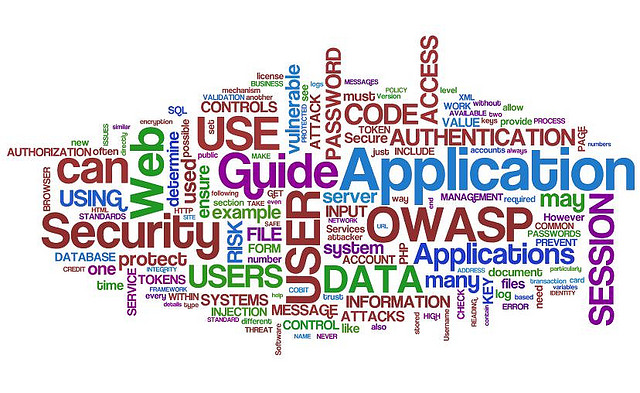 license
BUSINESS
mechanism
VALIDATION another
SQL
CONTROLS
encryption
similar
ISSUES
new
directly
AUTHORIZATION often
set
USE
possible
used
determine
Web
public
MAKE
can
BROWSER
USING
HTML
STANDARDS
HTTP
SITE
ensure
following
GET
section TAKE even
example
SAFE
Security
RISK
FILE
FORM
number
DATABASE
protect
CREDIT one
INTEGRITY
TOKENS
time
FRAMEWORK
SERVICE
every WITHIN
details type
USERS
SYSTEMS
help
INJECTION
STANDARD different
THREAT
Software
MESSAGE
CONTROL like also
NAME NEVER
vulnerable
PROTECTED see
logs
ATTACK
PASSWORD
MESSAGES
POLICY
must Version
CODE
ACCESS
level
XML
WORK without
AVAILABLE two
allow
VALUE keys provide PROCESS
TOKEN
Secure AUTHENTICATION
PAGE
numbers
just INCLUDE
accounts always
Guide Application
server way
end
MANAGEMENT required
may
INPUT
NETWORK
Services
attacker
URL
OWASP
However
COMMON
PASSWORDS
PREVENT
SESSION
USER
system
ACCOUNT
PHP
Applications
COBIT
DATA
many
ADDRESS
document
particularly
KEY
files
transaction card
variables
IDENTITY
log
based
ERROR
need
trust INFORMATION
CHECK
READING
contain
ATTACKS
stored
HIGH
Username